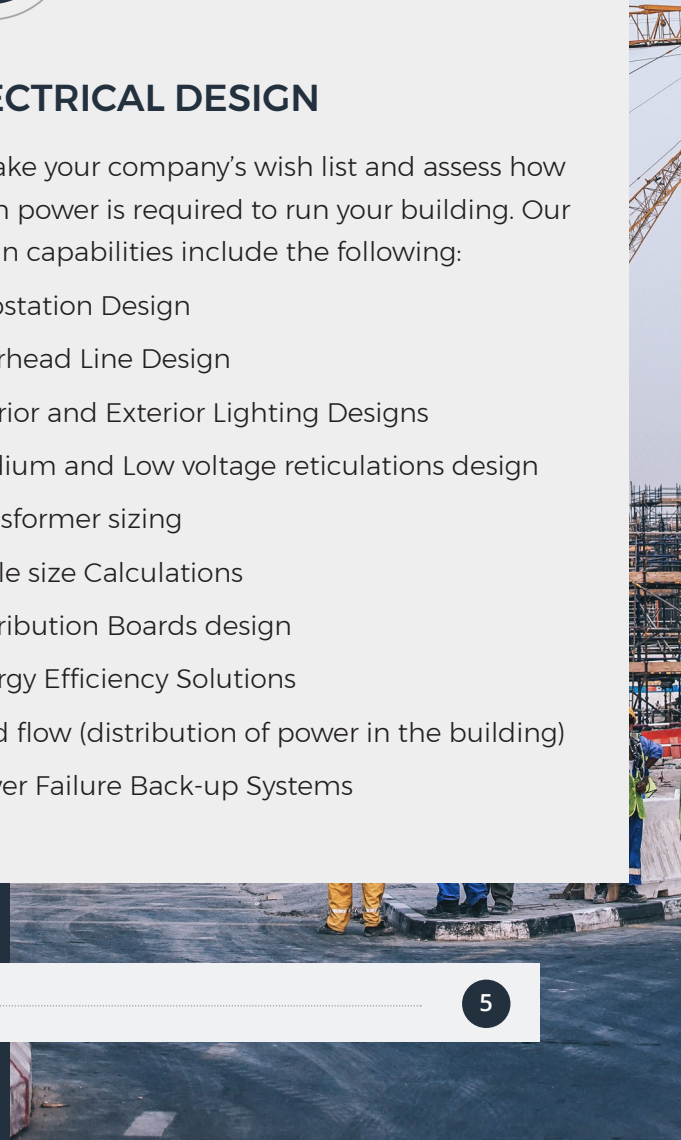 ECTRICAL DESIGN
ake your company's wish list and assess how
h power is required to run your building. Our
n capabilities include the following:
ostation Design
rhead Line Design
rior and Exterior Lighting Designs
dium and Low voltage reticulations design
sformer sizing
le size Calculations
ribution Boards design
rgy Efficiency Solutions
d flow (distribution of power in the building)
er Failure Back-up Systems
5